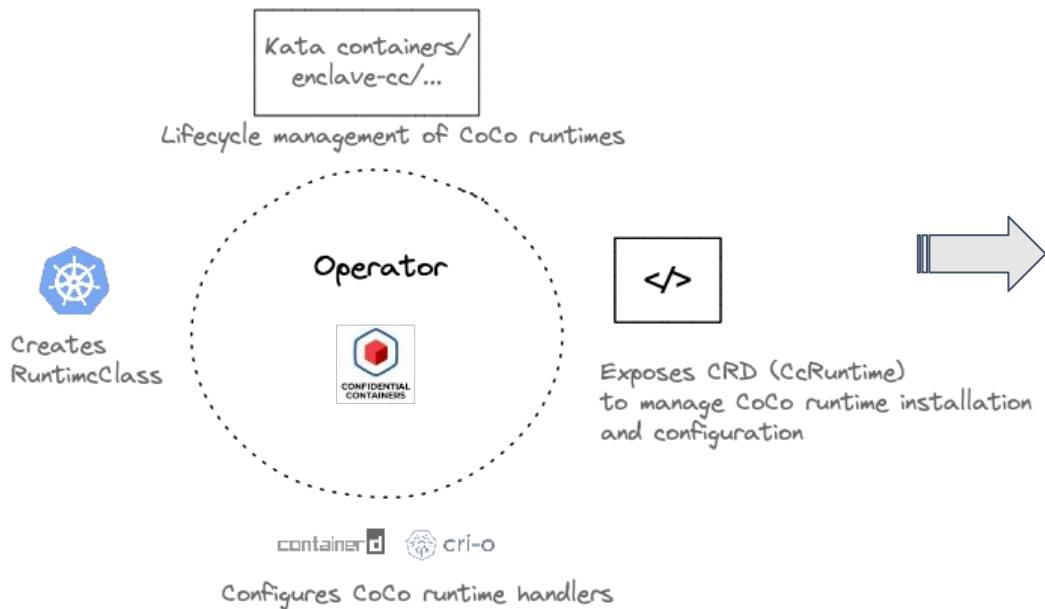 Kata containers/
enclave-cc/...
Lifecycle management of CoCo runtimes
Operator
</>
CONFIDENTIAL
CONTAINERS
Creates
RuntimeClass
Exposes CRD (CcRuntime)
to manage CoCo runtime installation
and configuration
containerd
cri-o
Configures CoCo runtime handlers